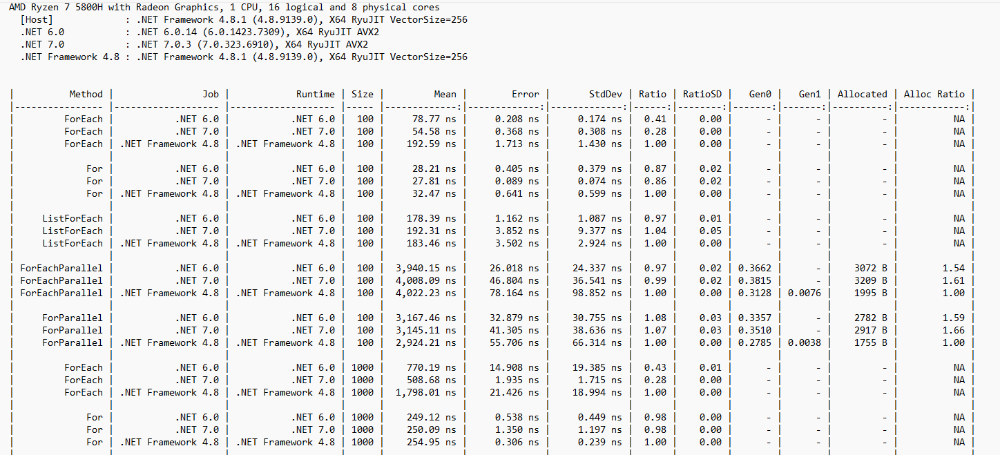 AMD Ryzen 7 5800H with Radeon Graphics, 1 CPU, 16 logical and 8 physical cores
  [Host]             : .NET Framework 4.8.1 (4.8.9139.0), X64 RyuJIT VectorSize=256
  .NET 6.0           : .NET 6.0.14 (6.0.1423.7309), X64 RyuJIT AVX2
  .NET 7.0           : .NET 7.0.3 (7.0.323.6910), X64 RyuJIT AVX2
  .NET Framework 4.8 : .NET Framework 4.8.1 (4.8.9139.0), X64 RyuJIT VectorSize=256
| Method | Job | Runtime | Size | Mean | Error | StdDev | Ratio | RatioSD | Gen0 | Gen1 | Allocated | Alloc Ratio |
|---------------- |------------------- |------------------- |----- |-------------:|-----------:|-----------:|------:|--------:|-------:|-------:|----------:|------------:|
| ForEach | .NET 6.0 | .NET 6.0 | 100 | 78.77 ns | 0.208 ns | 0.174 ns | 0.41 | 0.00 | - | - | - | NA |
| ForEach | .NET 7.0 | .NET 7.0 | 100 | 54.58 ns | 0.368 ns | 0.308 ns | 0.28 | 0.00 | - | - | - | NA |
| ForEach | .NET Framework 4.8 | .NET Framework 4.8 | 100 | 192.59 ns | 1.713 ns | 1.430 ns | 1.00 | 0.00 | - | - | - | NA |
| | | | | | | | | | | | | |
| For | .NET 6.0 | .NET 6.0 | 100 | 28.21 ns | 0.405 ns | 0.379 ns | 0.87 | 0.02 | - | - | - | NA |
| For | .NET 7.0 | .NET 7.0 | 100 | 27.81 ns | 0.089 ns | 0.074 ns | 0.86 | 0.02 | - | - | - | NA |
| For | .NET Framework 4.8 | .NET Framework 4.8 | 100 | 32.47 ns | 0.641 ns | 0.599 ns | 1.00 | 0.00 | - | - | - | NA |
| | | | | | | | | | | | | |
| ListForEach | .NET 6.0 | .NET 6.0 | 100 | 178.39 ns | 1.162 ns | 1.087 ns | 0.97 | 0.01 | - | - | - | NA |
| ListForEach | .NET 7.0 | .NET 7.0 | 100 | 192.31 ns | 3.852 ns | 9.377 ns | 1.04 | 0.05 | - | - | - | NA |
| ListForEach | .NET Framework 4.8 | .NET Framework 4.8 | 100 | 183.46 ns | 3.502 ns | 2.924 ns | 1.00 | 0.00 | - | - | - | NA |
| | | | | | | | | | | | | |
| ForEachParallel | .NET 6.0 | .NET 6.0 | 100 | 3,940.15 ns | 26.018 ns | 24.337 ns | 0.97 | 0.02 | 0.3662 | - | 3072 B | 1.54 |
| ForEachParallel | .NET 7.0 | .NET 7.0 | 100 | 4,008.09 ns | 46.804 ns | 36.541 ns | 0.99 | 0.02 | 0.3815 | - | 3209 B | 1.61 |
| ForEachParallel | .NET Framework 4.8 | .NET Framework 4.8 | 100 | 4,022.23 ns | 78.164 ns | 98.852 ns | 1.00 | 0.00 | 0.3128 | 0.0076 | 1995 B | 1.00 |
| | | | | | | | | | | | | |
| ForParallel | .NET 6.0 | .NET 6.0 | 100 | 3,167.46 ns | 32.879 ns | 30.755 ns | 1.08 | 0.03 | 0.3357 | - | 2782 B | 1.59 |
| ForParallel | .NET 7.0 | .NET 7.0 | 100 | 3,145.11 ns | 41.305 ns | 38.636 ns | 1.07 | 0.03 | 0.3510 | - | 2917 B | 1.66 |
| ForParallel | .NET Framework 4.8 | .NET Framework 4.8 | 100 | 2,924.21 ns | 55.706 ns | 66.314 ns | 1.00 | 0.00 | 0.2785 | 0.0038 | 1755 B | 1.00 |
| | | | | | | | | | | | | |
| ForEach | .NET 6.0 | .NET 6.0 | 1000 | 770.19 ns | 14.908 ns | 19.385 ns | 0.43 | 0.01 | - | - | - | NA |
| ForEach | .NET 7.0 | .NET 7.0 | 1000 | 508.68 ns | 1.935 ns | 1.715 ns | 0.28 | 0.00 | - | - | - | NA |
| ForEach | .NET Framework 4.8 | .NET Framework 4.8 | 1000 | 1,798.01 ns | 21.426 ns | 18.994 ns | 1.00 | 0.00 | - | - | - | NA |
| | | | | | | | | | | | | |
| For | .NET 6.0 | .NET 6.0 | 1000 | 249.12 ns | 0.538 ns | 0.449 ns | 0.98 | 0.00 | - | - | - | NA |
| For | .NET 7.0 | .NET 7.0 | 1000 | 250.09 ns | 1.350 ns | 1.197 ns | 0.98 | 0.00 | - | - | - | NA |
| For | .NET Framework 4.8 | .NET Framework 4.8 | 1000 | 254.95 ns | 0.306 ns | 0.239 ns | 1.00 | 0.00 | - | - | - | NA |